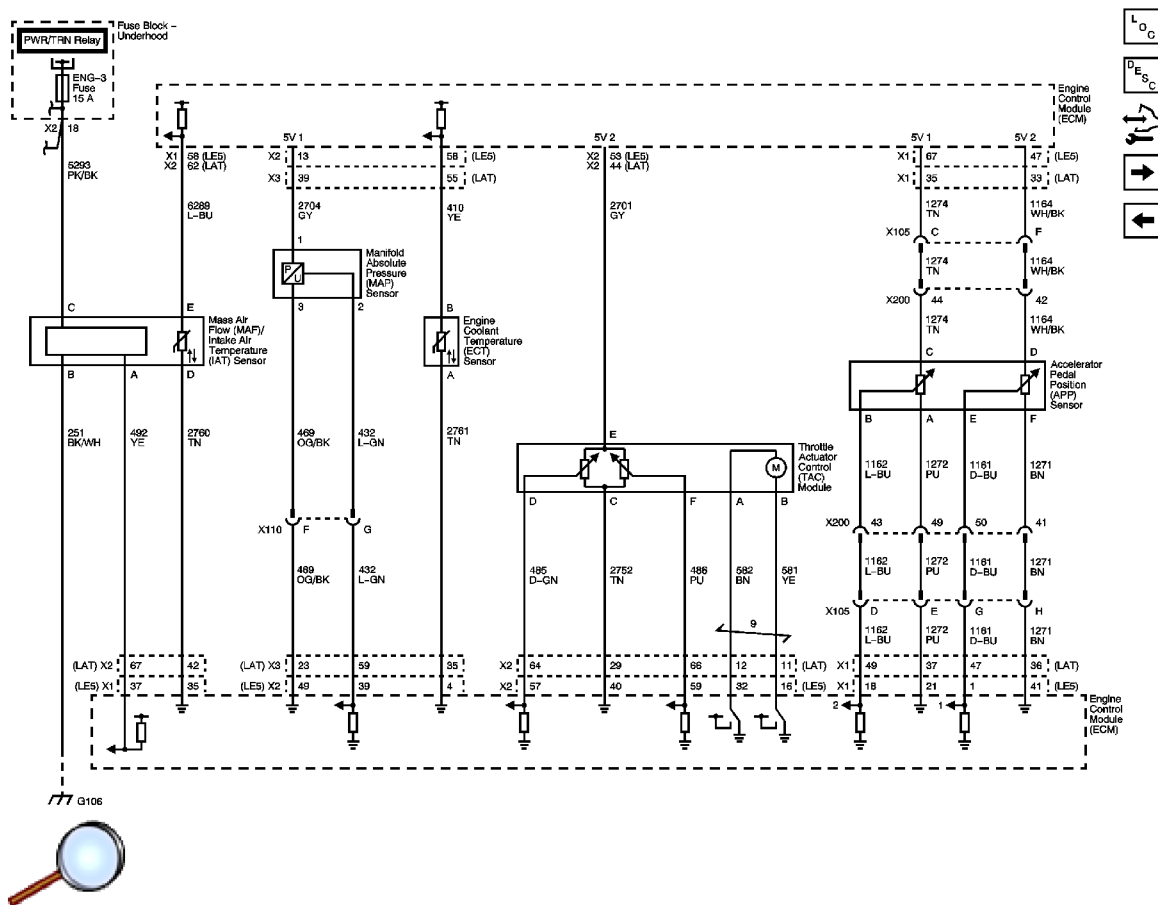 Fuse Block –
Underhood
PWR/TRN Relay
ENG–3
Fuse
15 A
X2 18
5293
PK/BK
L O C
D E S C
Engine
Control
Module
(ECM)
5V 1
5V 2
5V 1
5V 2
X1 58 (LE5)
X2 62 (LAT)
X2 13 58 (LE5)
X3 39 55 (LAT)
X2 53 (LE5)
X2 44 (LAT)
X1 67 47 (LE5)
X1 35 33 (LAT)
6289
L–BU
2704
GY
410
YE
2701
GY
1274
TN
1164
WH/BK
X105 C F
1274
TN
1164
WH/BK
X200 44 42
1274
TN
1164
WH/BK
1
P
U
Manifold
Absolute
Pressure
(MAP)
Sensor
3 2
C E
Mass Air
Flow (MAF)/
Intake Air
Temperature
(IAT) Sensor
B A D
B
Engine
Coolant
Temperature
(ECT)
Sensor
A
C D
Accelerator
Pedal
Position
(APP)
Sensor
B A E F
251
BK/WH
492
YE
2760
TN
469
OG/BK
432
L–GN
2761
TN
E
Throttle
Actuator
Control
(TAC)
Module
M
D C F A B
1162
L–BU
1272
PU
1161
D–BU
1271
BN
X200 43 49 50 41
X110 F G
469
OG/BK
432
L–GN
485
D–GN
2752
TN
486
PU
582
BN
581
YE
1162
L–BU
1272
PU
1161
D–BU
1271
BN
X105 D E G H
9
1162
L–BU
1272
PU
1161
D–BU
1271
BN
(LAT) X2 67 42
(LE5) X1 37 35
(LAT) X3 23 59 35
(LE5) X2 49 39 4
X2 64 29 66 12 11 (LAT)
X2 57 40 59 32 16 (LE5)
X1 49 37 47 36 (LAT)
X1 18 21 1 41 (LE5)
2
1
Engine
Control
Module
(ECM)
G106